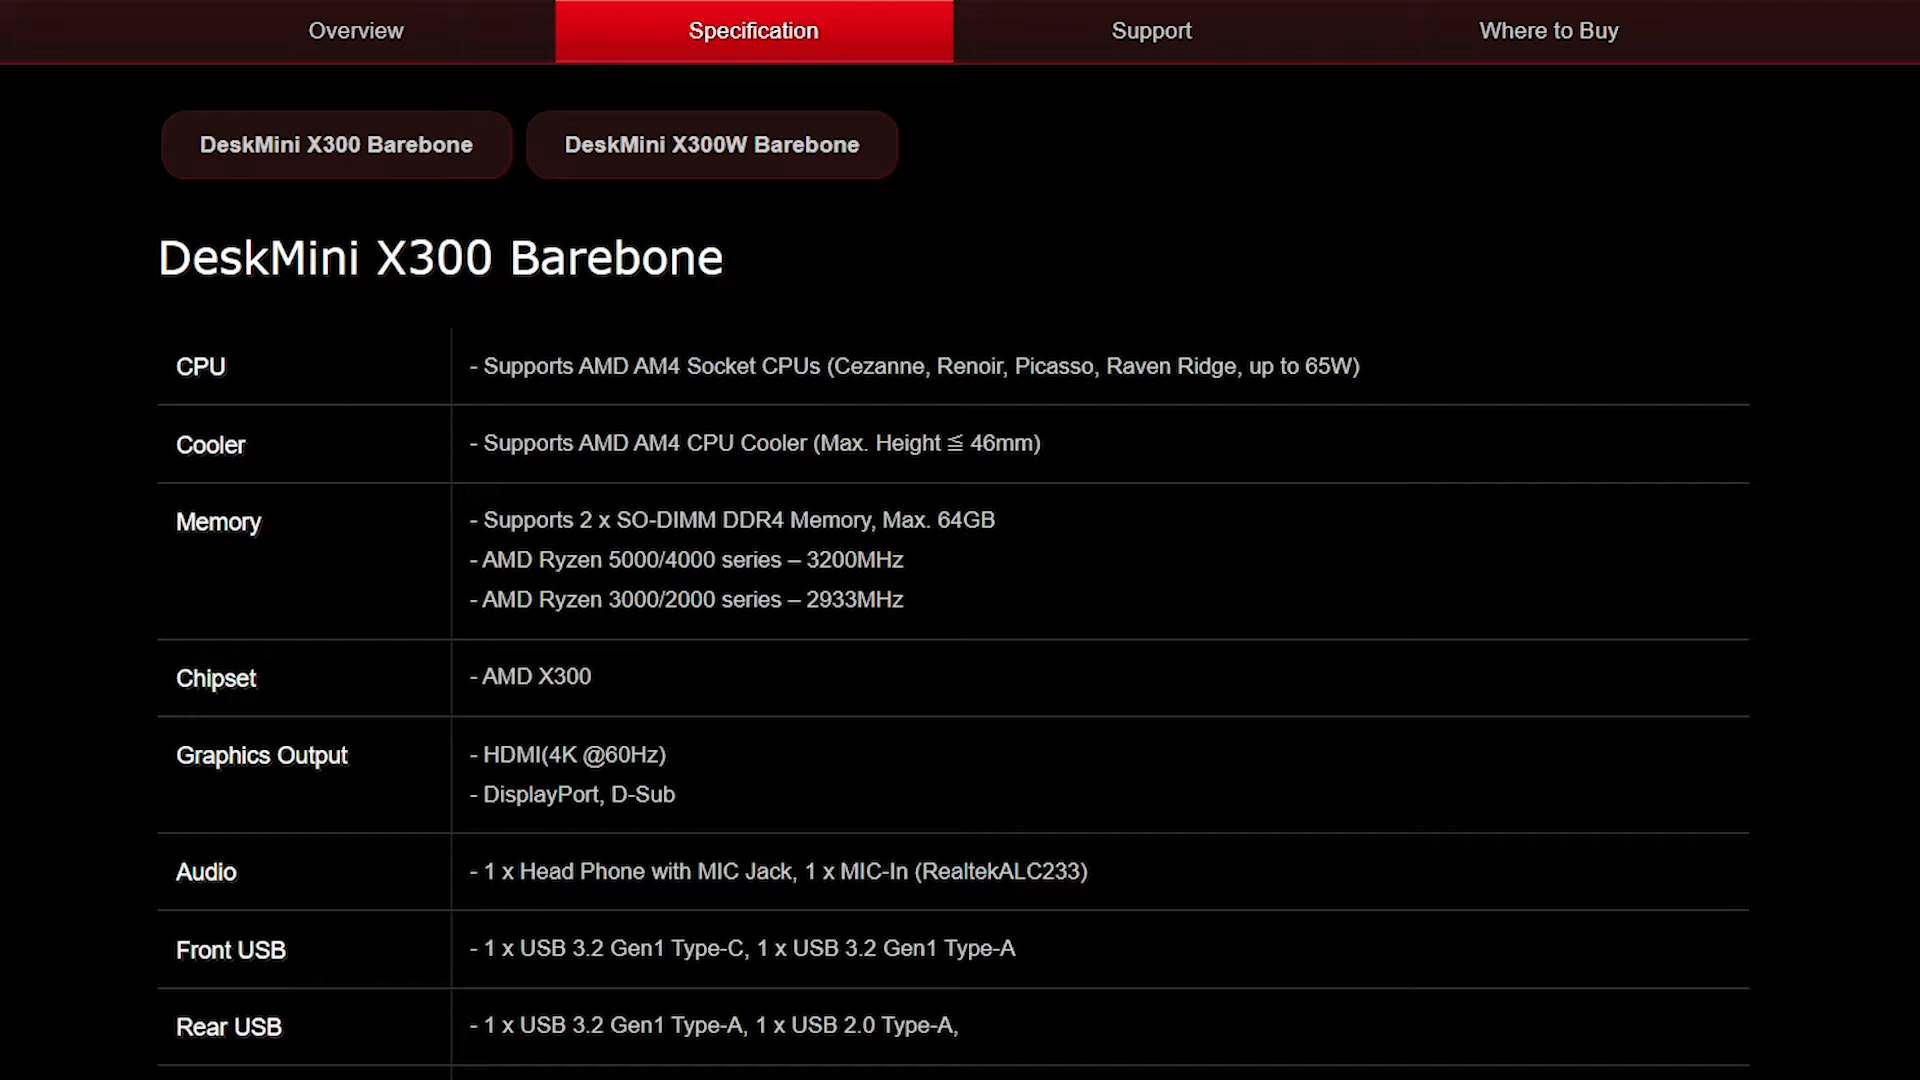 Overview Specification Support Where to Buy
DeskMini X300 Barebone DeskMini X300W Barebone
DeskMini X300 Barebone
CPU - Supports AMD AM4 Socket CPUs (Cezanne, Renoir, Picasso, Raven Ridge, up to 65W)
Cooler - Supports AMD AM4 CPU Cooler (Max. Height ≦ 46mm)
Memory - Supports 2 x SO-DIMM DDR4 Memory, Max. 64GB
- AMD Ryzen 5000/4000 series – 3200MHz
- AMD Ryzen 3000/2000 series – 2933MHz
Chipset - AMD X300
Graphics Output - HDMI(4K @60Hz)
- DisplayPort, D-Sub
Audio - 1 x Head Phone with MIC Jack, 1 x MIC-In (RealtekALC233)
Front USB - 1 x USB 3.2 Gen1 Type-C, 1 x USB 3.2 Gen1 Type-A
Rear USB - 1 x USB 3.2 Gen1 Type-A, 1 x USB 2.0 Type-A,